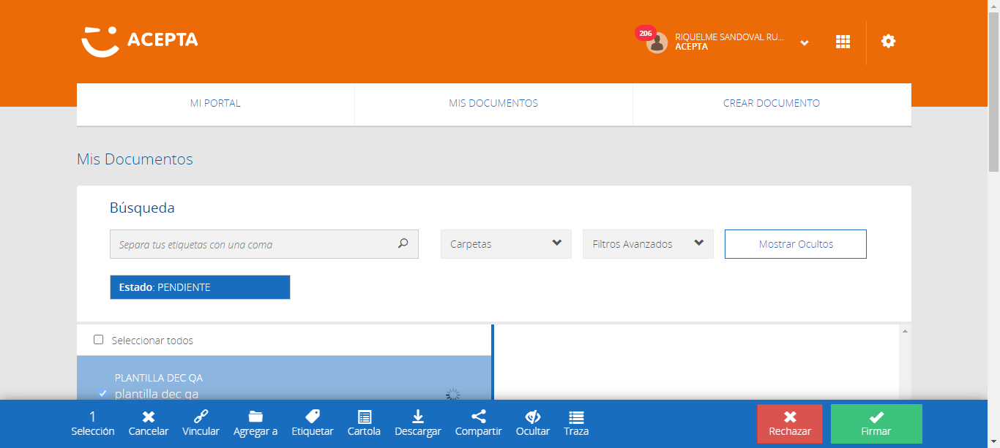 ACEPTA
206
RIQUELME SANDOVAL RU...
ACEPTA
MI PORTAL
MIS DOCUMENTOS
CREAR DOCUMENTO
Mis Documentos
Búsqueda
Separa tus etiquetas con una coma
Carpetas
Filtros Avanzados
Mostrar Ocultos
Estado: PENDIENTE
Seleccionar todos
PLANTILLA DEC QA
plantilla dec qa
1
Selección
Cancelar
Vincular
Agregar a
Etiquetar
Cartola
Descargar
Compartir
Ocultar
Traza
Rechazar
Firmar